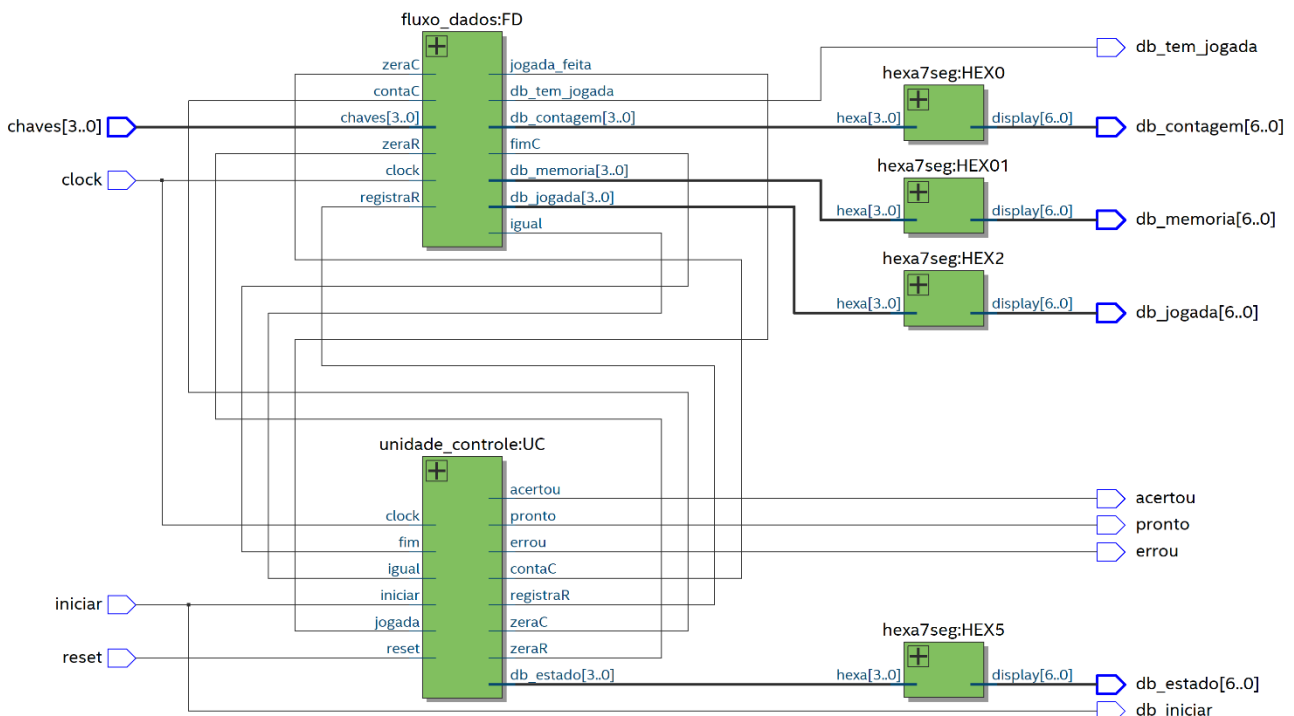 fluxo_dados:FD
zeraC
contaC
chaves[3..0]
zeraR
clock
registraR
jogada_feita
db_tem_jogada
db_contagem[3..0]
fimC
db_memoria[3..0]
db_jogada[3..0]
igual
chaves[3..0]
clock
hexa7seg:HEX0
hexa[3..0]
display[6..0]
hexa7seg:HEX01
hexa[3..0]
display[6..0]
hexa7seg:HEX2
hexa[3..0]
display[6..0]
db_tem_jogada
db_contagem[6..0]
db_memoria[6..0]
db_jogada[6..0]
unidade_controle:UC
clock
fim
igual
iniciar
jogada
reset
acertou
pronto
errou
contaC
registraR
zeraC
zeraR
db_estado[3..0]
iniciar
reset
hexa7seg:HEX5
hexa[3..0]
display[6..0]
acertou
pronto
errou
db_estado[6..0]
db_iniciar